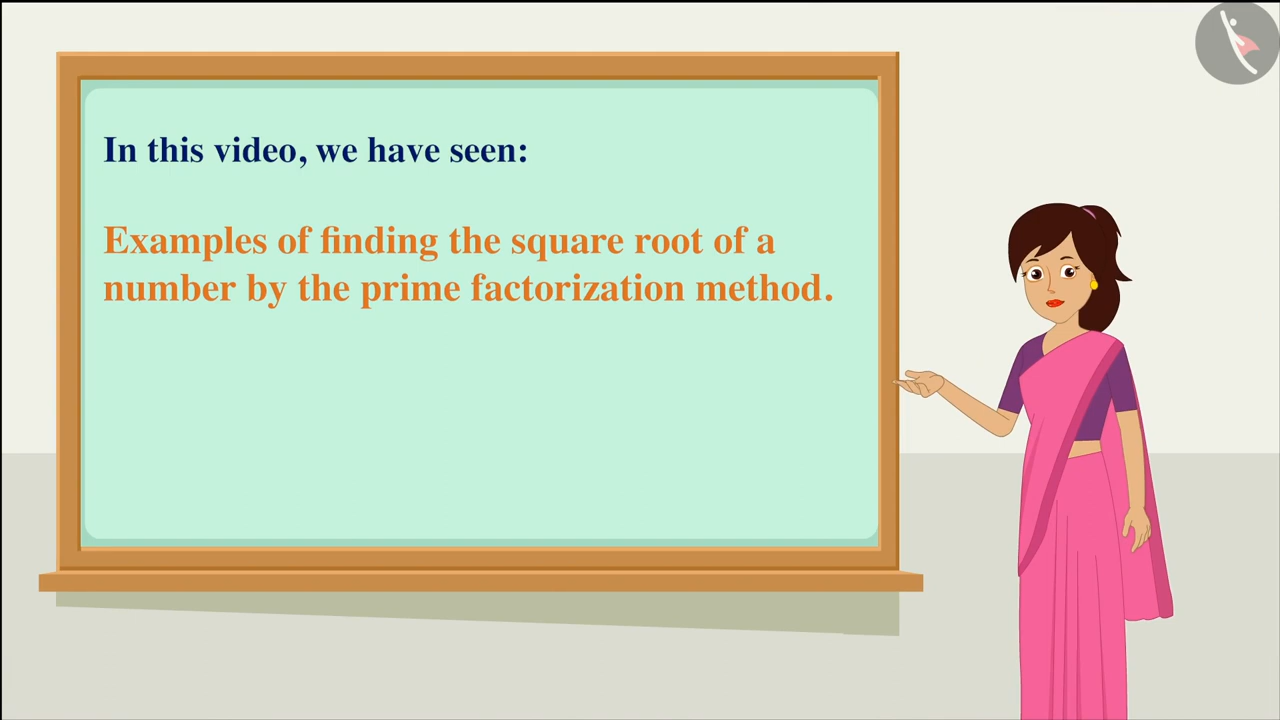 In this video, we have seen:
Examples of finding the square root of a
number by the prime factorization method.